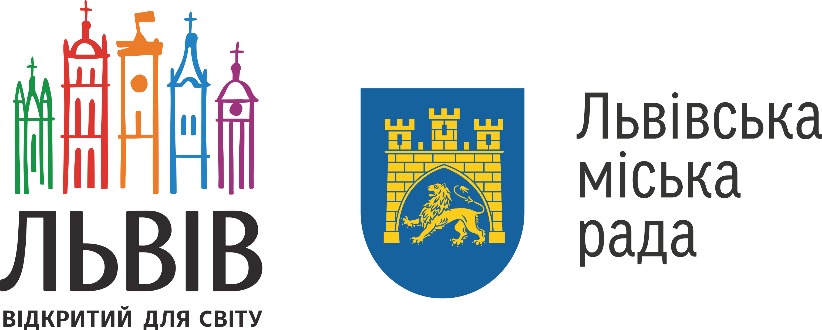 ЛЬВІВ
ВІДКРИТИЙ ДЛЯ СВІТУ
Львівська
міська
рада